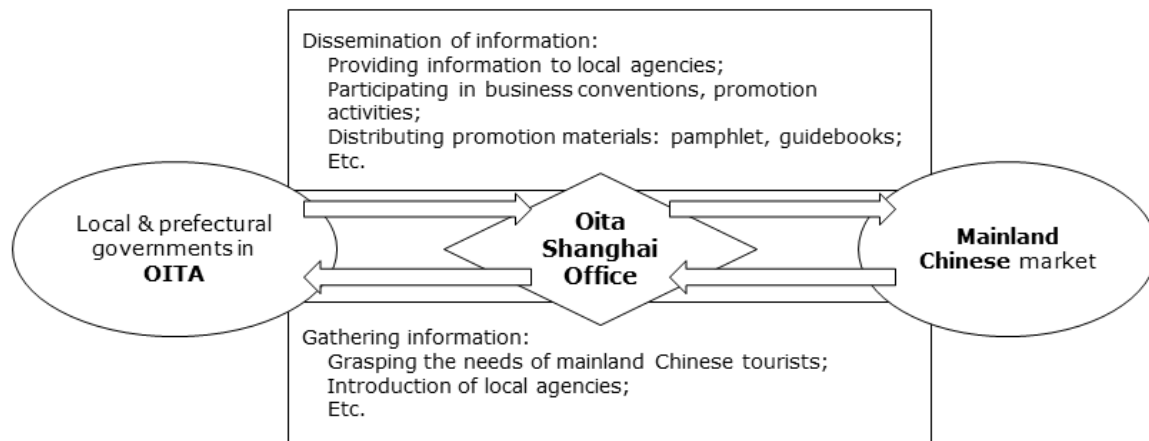 Dissemination of information:
Providing information to local agencies;
Participating in business conventions, promotion
activities;
Distributing promotion materials: pamphlet, guidebooks;
Etc.
Local & prefectural
governments in
OITA
Oita
Shanghai
Office
Mainland
Chinese market
Gathering information:
Grasping the needs of mainland Chinese tourists;
Introduction of local agencies;
Etc.